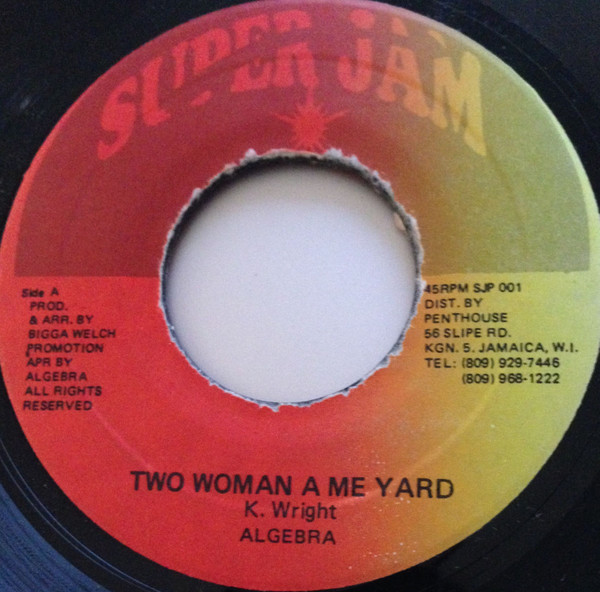 SUPER JAM
Side A
PROD.
& ARR. BY
BIGGA WELCH
PROMOTION
APR BY
ALGEBRA
ALL RIGHTS
RESERVED
45RPM SJP 001
DIST. BY
PENTHOUSE
56 SLIPE RD.
KGN. 5. JAMAICA, W.I.
TEL: (809) 929-7446
(809) 968-1222
TWO WOMAN A ME YARD
K. Wright
ALGEBRA